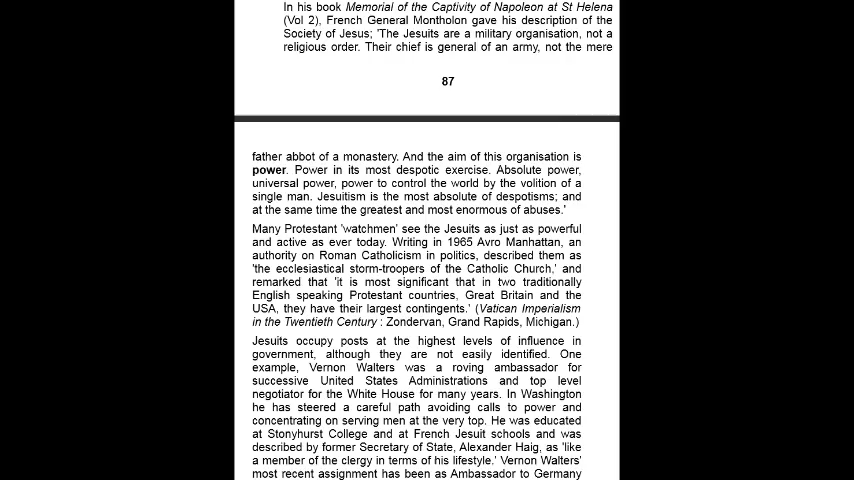 In his book Memorial of the Captivity of Napoleon at St Helena
(Vol 2), French General Montholon gave his description of the
Society of Jesus; 'The Jesuits are a military organisation, not a
religious order. Their chief is general of an army, not the mere
87
father abbot of a monastery. And the aim of this organisation is
power. Power in its most despotic exercise. Absolute power,
universal power, power to control the world by the volition of a
single man. Jesuitism is the most absolute of despotisms; and
at the same time the greatest and most enormous of abuses.'
Many Protestant 'watchmen' see the Jesuits as just as powerful
and active as ever today. Writing in 1965 Avro Manhattan, an
authority on Roman Catholicism in politics, described them as
'the ecclesiastical storm-troopers of the Catholic Church,' and
remarked that 'it is most significant that in two traditionally
English speaking Protestant countries, Great Britain and the
USA, they have their largest contingents.' (Vatican Imperialism
in the Twentieth Century : Zondervan, Grand Rapids, Michigan.)
Jesuits occupy posts at the highest levels of influence in
government, although they are not easily identified. One
example, Vernon Walters was a roving ambassador for
successive United States Administrations and top level
negotiator for the White House for many years. In Washington
he has steered a careful path avoiding calls to power and
concentrating on serving men at the very top. He was educated
at Stonyhurst College and at French Jesuit schools and was
described by former Secretary of State, Alexander Haig, as 'like
a member of the clergy in terms of his lifestyle.' Vernon Walters'
most recent assignment has been as Ambassador to Germany